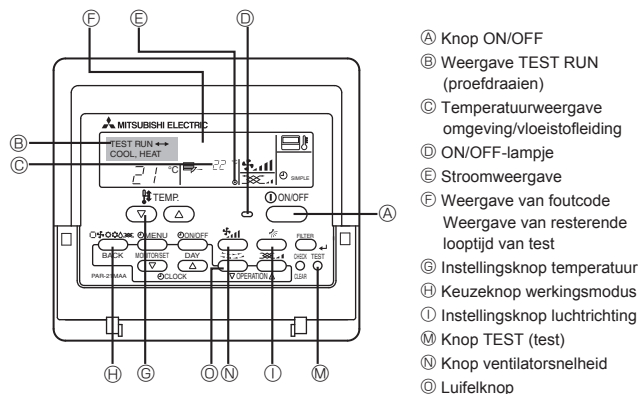 Ⓕ Ⓔ Ⓓ
MITSUBISHI ELECTRIC
Ⓑ TEST RUN
COOL, HEAT
Ⓒ 21 °C 22 °C SIMPLE
TEMP. ON/OFF Ⓐ
MENU ON/OFF FILTER
BACK MONITOR/SET DAY CHECK TEST
PAR-21MAA CLOCK OPERATION CLEAR
Ⓗ Ⓖ Ⓞ Ⓝ Ⓘ Ⓜ
Ⓐ Knop ON/OFF
Ⓑ Weergave TEST RUN
(proefdraaien)
Ⓒ Temperatuurweergave
omgeving/vloeistofleiding
Ⓓ ON/OFF-lampje
Ⓔ Stroomweergave
Ⓕ Weergave van foutcode
Weergave van resterende
looptijd van test
Ⓖ Instellingsknop temperatuur
Ⓗ Keuzeknop werkingsmodus
Ⓘ Instellingsknop luchtrichting
Ⓜ Knop TEST (test)
Ⓝ Knop ventilatorsnelheid
Ⓞ Luifelknop